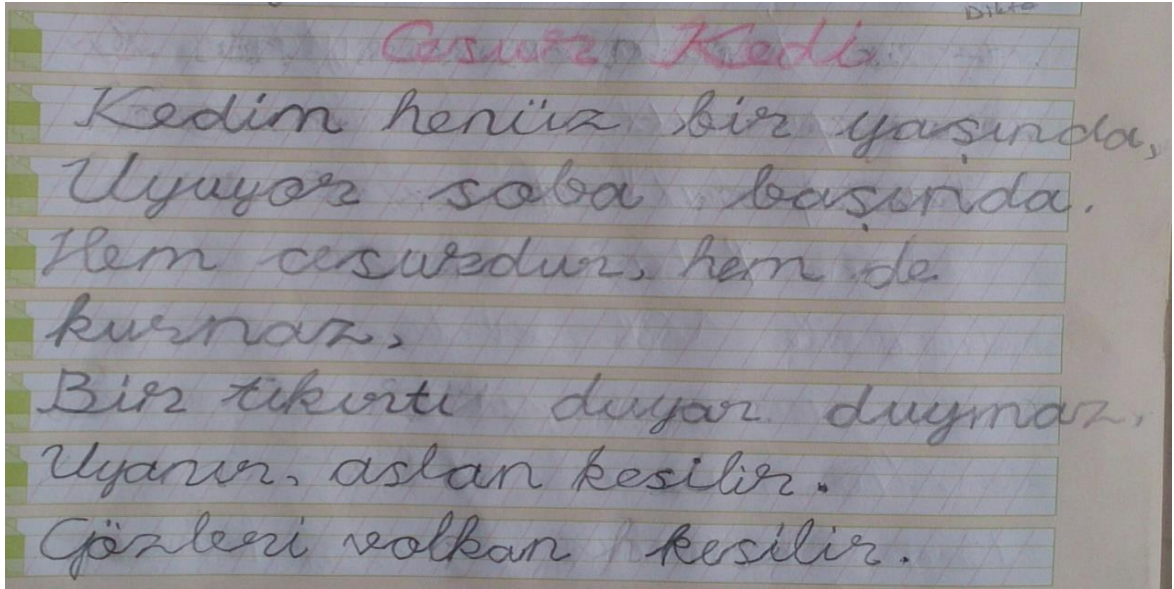 Dikte
Cesur Kedi
Kedim henüz bir yaşında,
Uyuyor soba başında.
Hem cesurdur, hem de
kurnaz,
Bir tıkırtı duyar duymaz,
Uyanır, aslan kesilir.
Gözleri volkan kesilir.